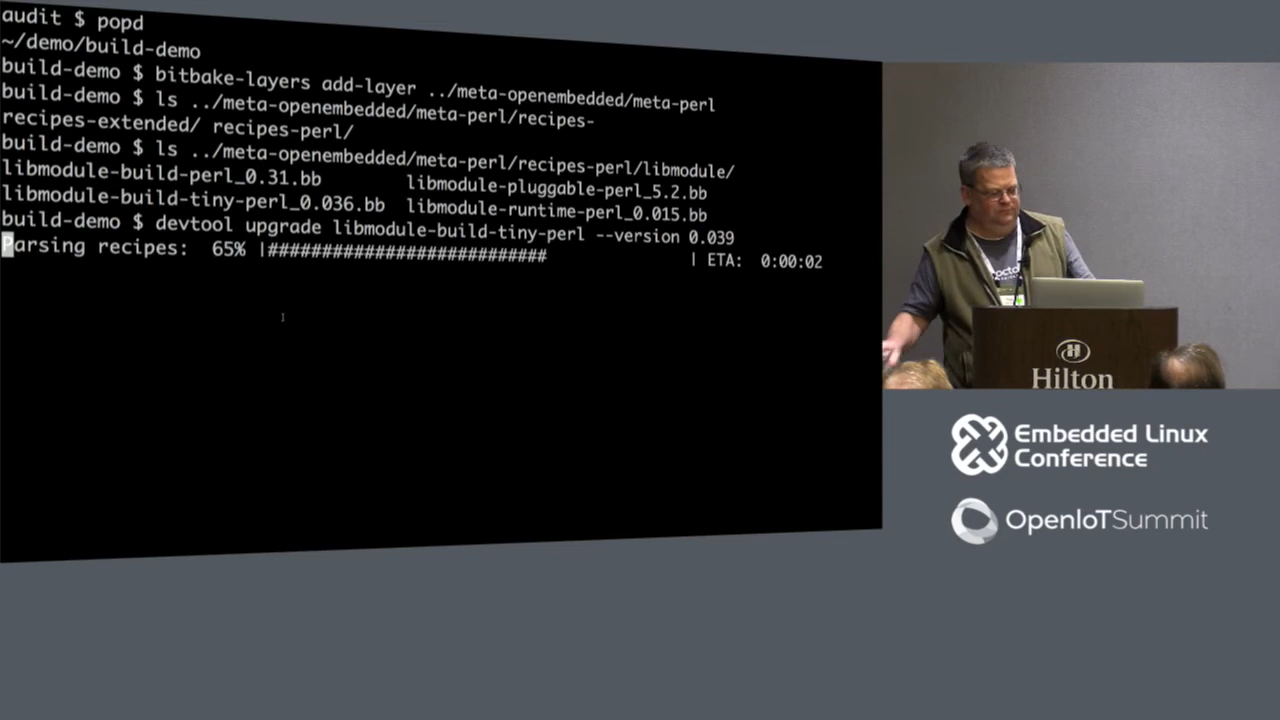 audit $ popd
~/demo/build-demo
build-demo $ bitbake-layers add-layer ../meta-openembedded/meta-perl
build-demo $ ls ../meta-openembedded/meta-perl/recipes-
recipes-extended/ recipes-perl/
build-demo $ ls ../meta-openembedded/meta-perl/recipes-perl/libmodule/
libmodule-build-perl_0.31.bb libmodule-pluggable-perl_5.2.bb
libmodule-build-tiny-perl_0.036.bb libmodule-runtime-perl_0.015.bb
build-demo $ devtool upgrade libmodule-build-tiny-perl --version 0.039
Parsing recipes: 65% |########################## | ETA: 0:00:02
Hilton
Embedded Linux
Conference
OpenIoTSummit